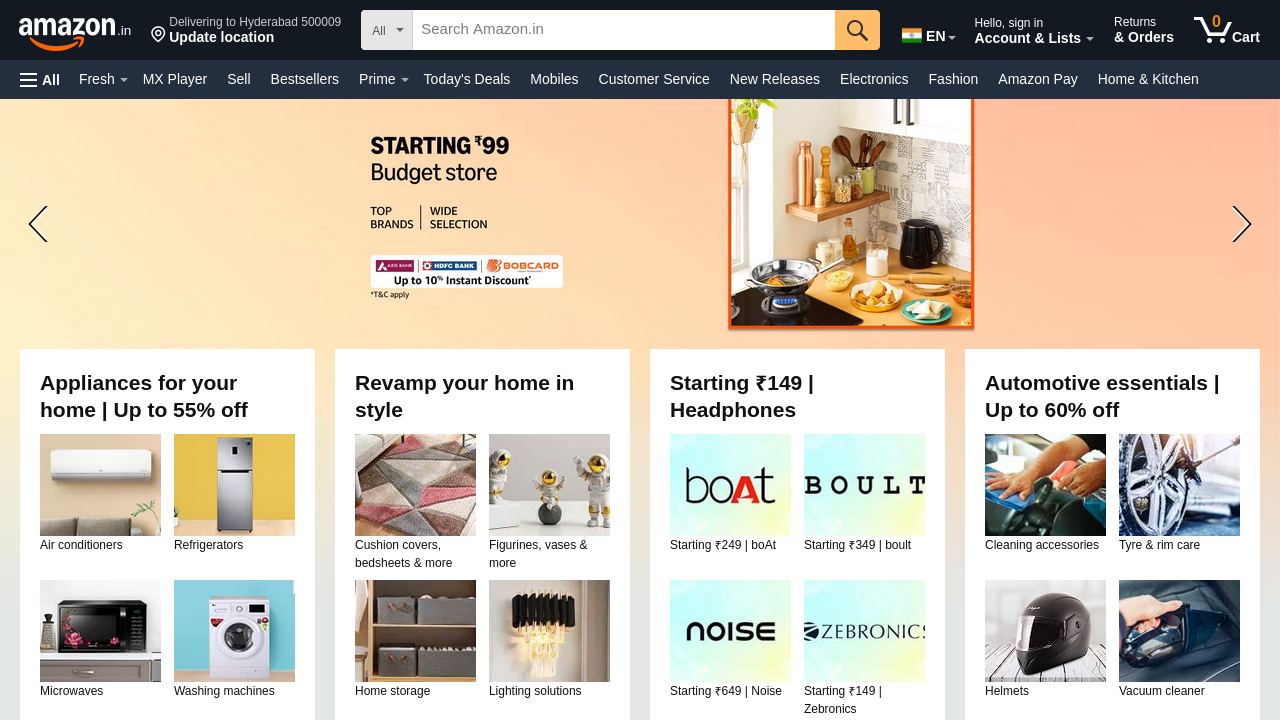 amazon.in
Delivering to Hyderabad 500009
Update location
All
Search Amazon.in
EN
Hello, sign in
Account & Lists
Returns
& Orders
0
Cart
All
Fresh
MX Player
Sell
Bestsellers
Prime
Today's Deals
Mobiles
Customer Service
New Releases
Electronics
Fashion
Amazon Pay
Home & Kitchen
STARTING ₹99
Budget store
TOP
BRANDS
WIDE
SELECTION
AXIS BANK
HDFC BANK
BOBCARD
Up to 10% Instant Discount*
*T&C apply
Appliances for your
home | Up to 55% off
Air conditioners
Refrigerators
Microwaves
Washing machines
Revamp your home in
style
Cushion covers,
bedsheets & more
Figurines, vases &
more
Home storage
Lighting solutions
Starting ₹149 |
Headphones
boAt
BOULT
Starting ₹249 | boAt
Starting ₹349 | boult
noise
ZEBRONICS
Starting ₹649 | Noise
Starting ₹149 |
Zebronics
Automotive essentials |
Up to 60% off
Cleaning accessories
Tyre & rim care
Helmets
Vacuum cleaner